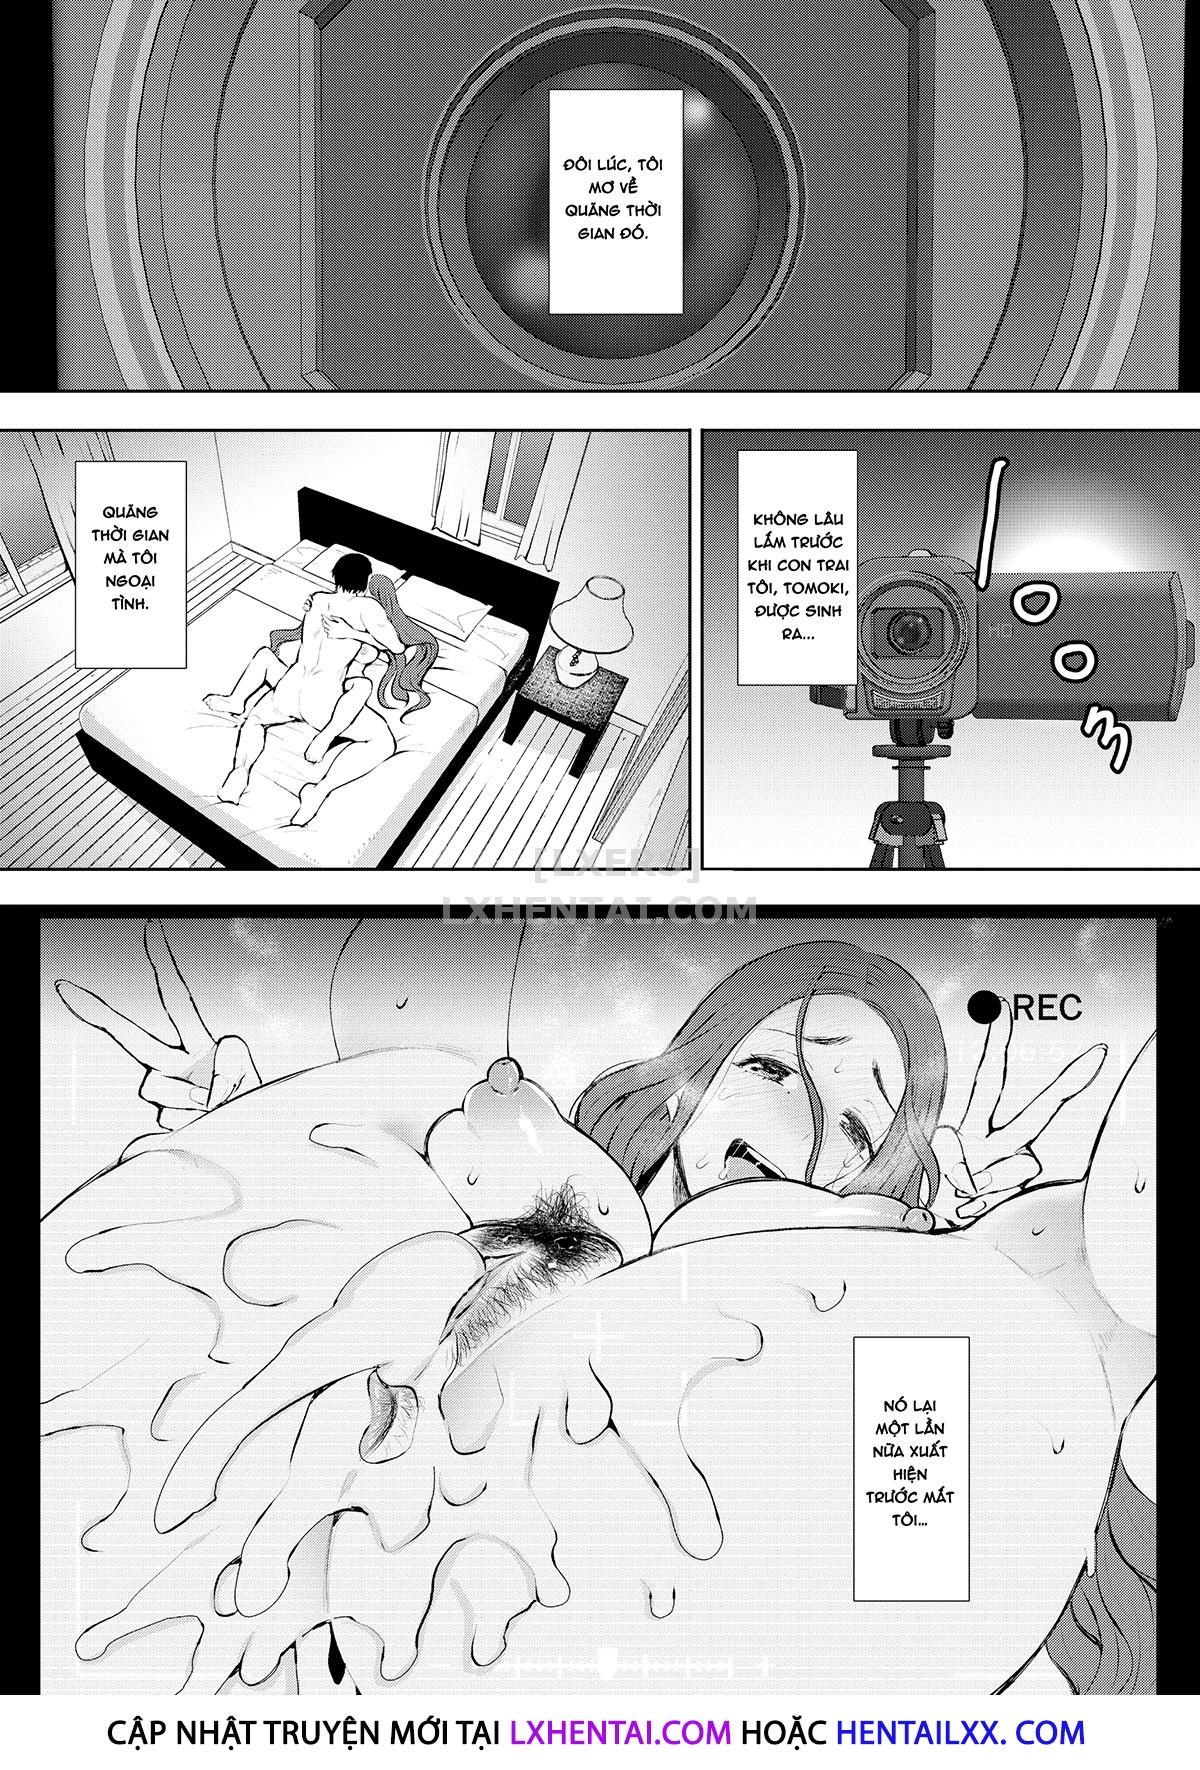 ĐÔI LÚC, TÔI
MƠ VỀ
QUÃNG THỜI
GIAN ĐÓ.
KHÔNG LÂU
LẮM TRƯỚC
KHI CON TRAI
TÔI, TOMOKI,
ĐƯỢC SINH
RA...
QUÃNG
THỜI GIAN
MÀ TÔI
NGOẠI
TÌNH.
[LXERS]
LXHENTAI.COM
REC
NÓ LẠI
MỘT LẦN
NỮA XUẤT
HIỆN
TRƯỚC MẮT
TÔI...
CẬP NHẬT TRUYỆN MỚI TẠI LXHENTAI.COM HOẶC HENTAILXX. COM